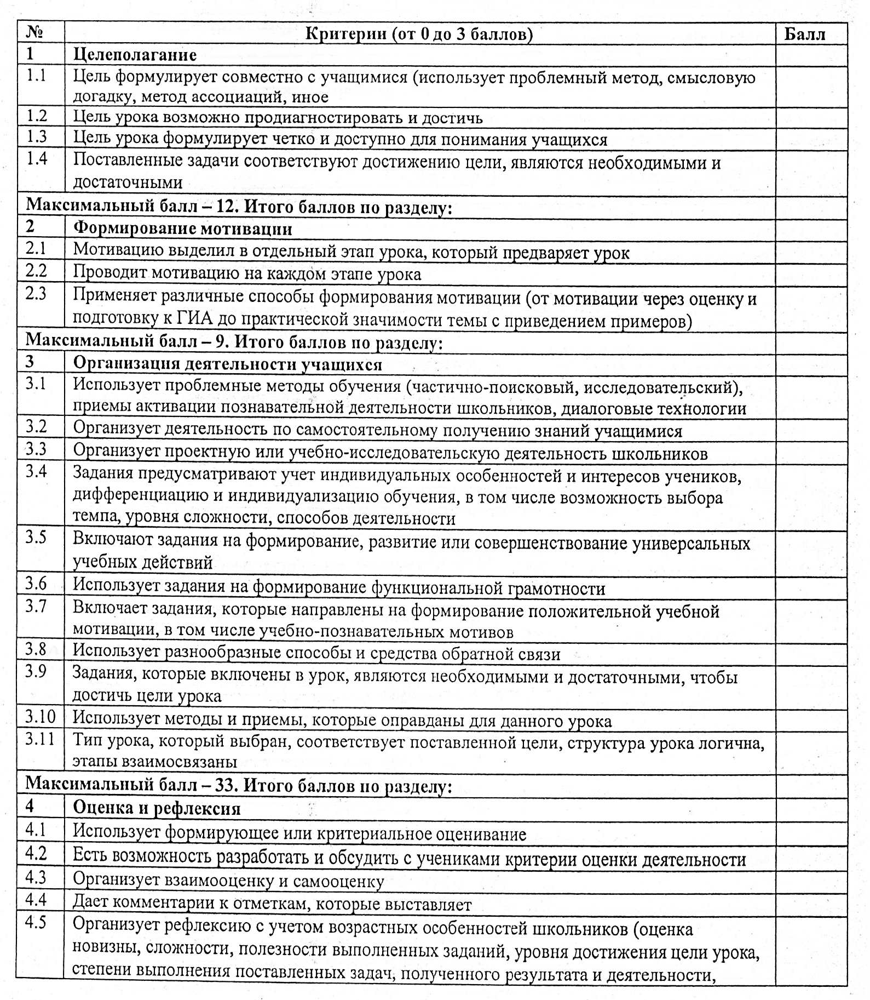 № Критерии (от 0 до 3 баллов) Балл
1 Целеполагание
1.1 Цель формулирует совместно с учащимися (использует проблемный метод, смысловую
догадку, метод ассоциаций, иное
1.2 Цель урока возможно продиагностировать и достичь
1.3 Цель урока формулирует четко и доступно для понимания учащихся
1.4 Поставленные задачи соответствуют достижению цели, являются необходимыми и
достаточными
Максимальный балл – 12. Итого баллов по разделу:
2 Формирование мотивации
2.1 Мотивацию выделил в отдельный этап урока, который предваряет урок
2.2 Проводит мотивацию на каждом этапе урока
2.3 Применяет различные способы формирования мотивации (от мотивации через оценку и
подготовку к ГИА до практической значимости темы с приведением примеров)
Максимальный балл – 9. Итого баллов по разделу:
3 Организация деятельности учащихся
3.1 Использует проблемные методы обучения (частично-поисковый, исследовательский),
приемы активации познавательной деятельности школьников, диалоговые технологии
3.2 Организует деятельность по самостоятельному получению знаний учащимися
3.3 Организует проектную или учебно-исследовательскую деятельность школьников
3.4 Задания предусматривают учет индивидуальных особенностей и интересов учеников,
дифференциацию и индивидуализацию обучения, в том числе возможность выбора
темпа, уровня сложности, способов деятельности
3.5 Включают задания на формирование, развитие или совершенствование универсальных
учебных действий
3.6 Использует задания на формирование функциональной грамотности
3.7 Включает задания, которые направлены на формирование положительной учебной
мотивации, в том числе учебно-познавательных мотивов
3.8 Использует разнообразные способы и средства обратной связи
3.9 Задания, которые включены в урок, являются необходимыми и достаточными, чтобы
достичь цели урока
3.10 Использует методы и приемы, которые оправданы для данного урока
3.11 Тип урока, который выбран, соответствует поставленной цели, структура урока логична,
этапы взаимосвязаны
Максимальный балл – 33. Итого баллов по разделу:
4 Оценка и рефлексия
4.1 Использует формирующее или критериальное оценивание
4.2 Есть возможность разработать и обсудить с учениками критерии оценки деятельности
4.3 Организует взаимооценку и самооценку
4.4 Дает комментарии к отметкам, которые выставляет
4.5 Организует рефлексию с учетом возрастных особенностей школьников (оценка
новизны, сложности, полезности выполненных заданий, уровня достижения цели урока,
степени выполнения поставленных задач, полученного результата и деятельности,